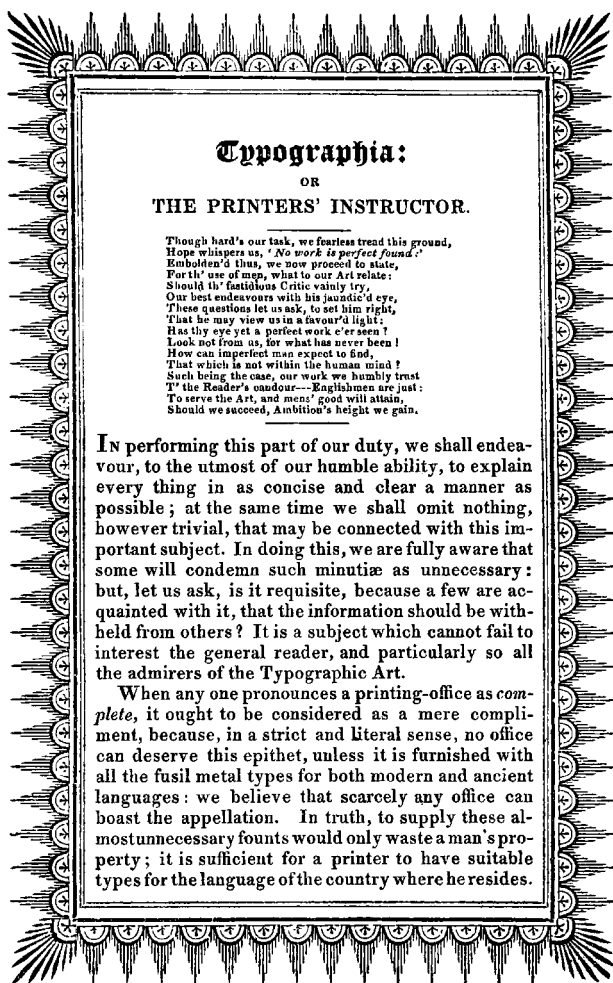 Typographia:
OR
THE PRINTERS' INSTRUCTOR.
Though hard's our task, we fearless tread this ground,
Hope whispers us, 'No work is perfect found:'
Embolden'd thus, we now proceed to state,
For th' use of men, what to our Art relate:
Should th' fastidious Critic vainly try,
Our best endeavours with his jaundic'd eye,
These questions let us ask, to set him right,
That he may view us in a favour'd light:
Has thy eye yet a perfect work e'er seen?
Look not from us, for what has never been!
How can imperfect man expect to find,
That which is not within the human mind?
Such being the case, our work we humbly trust
T' the Reader's candour---Englishmen are just:
To serve the Art, and mens' good will attain,
Should we succeed, Ambition's height we gain.
IN performing this part of our duty, we shall endea-
vour, to the utmost of our humble ability, to explain
every thing in as concise and clear a manner as
possible; at the same time we shall omit nothing,
however trivial, that may be connected with this im-
portant subject. In doing this, we are fully aware that
some will condemn such minutiæ as unnecessary:
but, let us ask, is it requisite, because a few are ac-
quainted with it, that the information should be with-
held from others? It is a subject which cannot fail to
interest the general reader, and particularly so all
the admirers of the Typographic Art.
When any one pronounces a printing-office as com-
plete, it ought to be considered as a mere compli-
ment, because, in a strict and literal sense, no office
can deserve this epithet, unless it is furnished with
all the fusil metal types for both modern and ancient
languages: we believe that scarcely any office can
boast the appellation. In truth, to supply these al-
most unnecessary founts would only waste a man's pro-
perty; it is sufficient for a printer to have suitable
types for the language of the country where he resides.